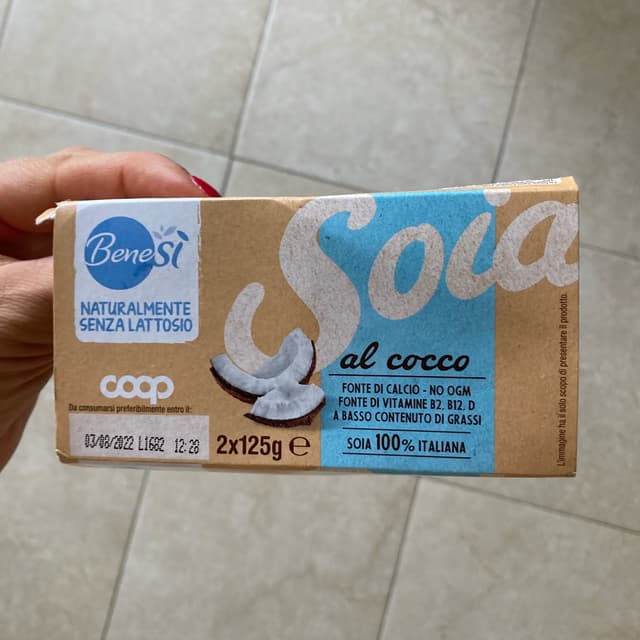 Soia
BeneSì
NATURALMENTE
SENZA LATTOSIO
al cocco
coop
FONTE DI CALCIO - NO OGM
FONTE DI VITAMINE B2, B12, D
A BASSO CONTENUTO DI GRASSI
Da consumarsi preferibilmente entro il:
03/08/2022 L1682 12:28
2x125g e
SOIA 100% ITALIANA
L'immagine ha il solo scopo di presentare il prodotto.